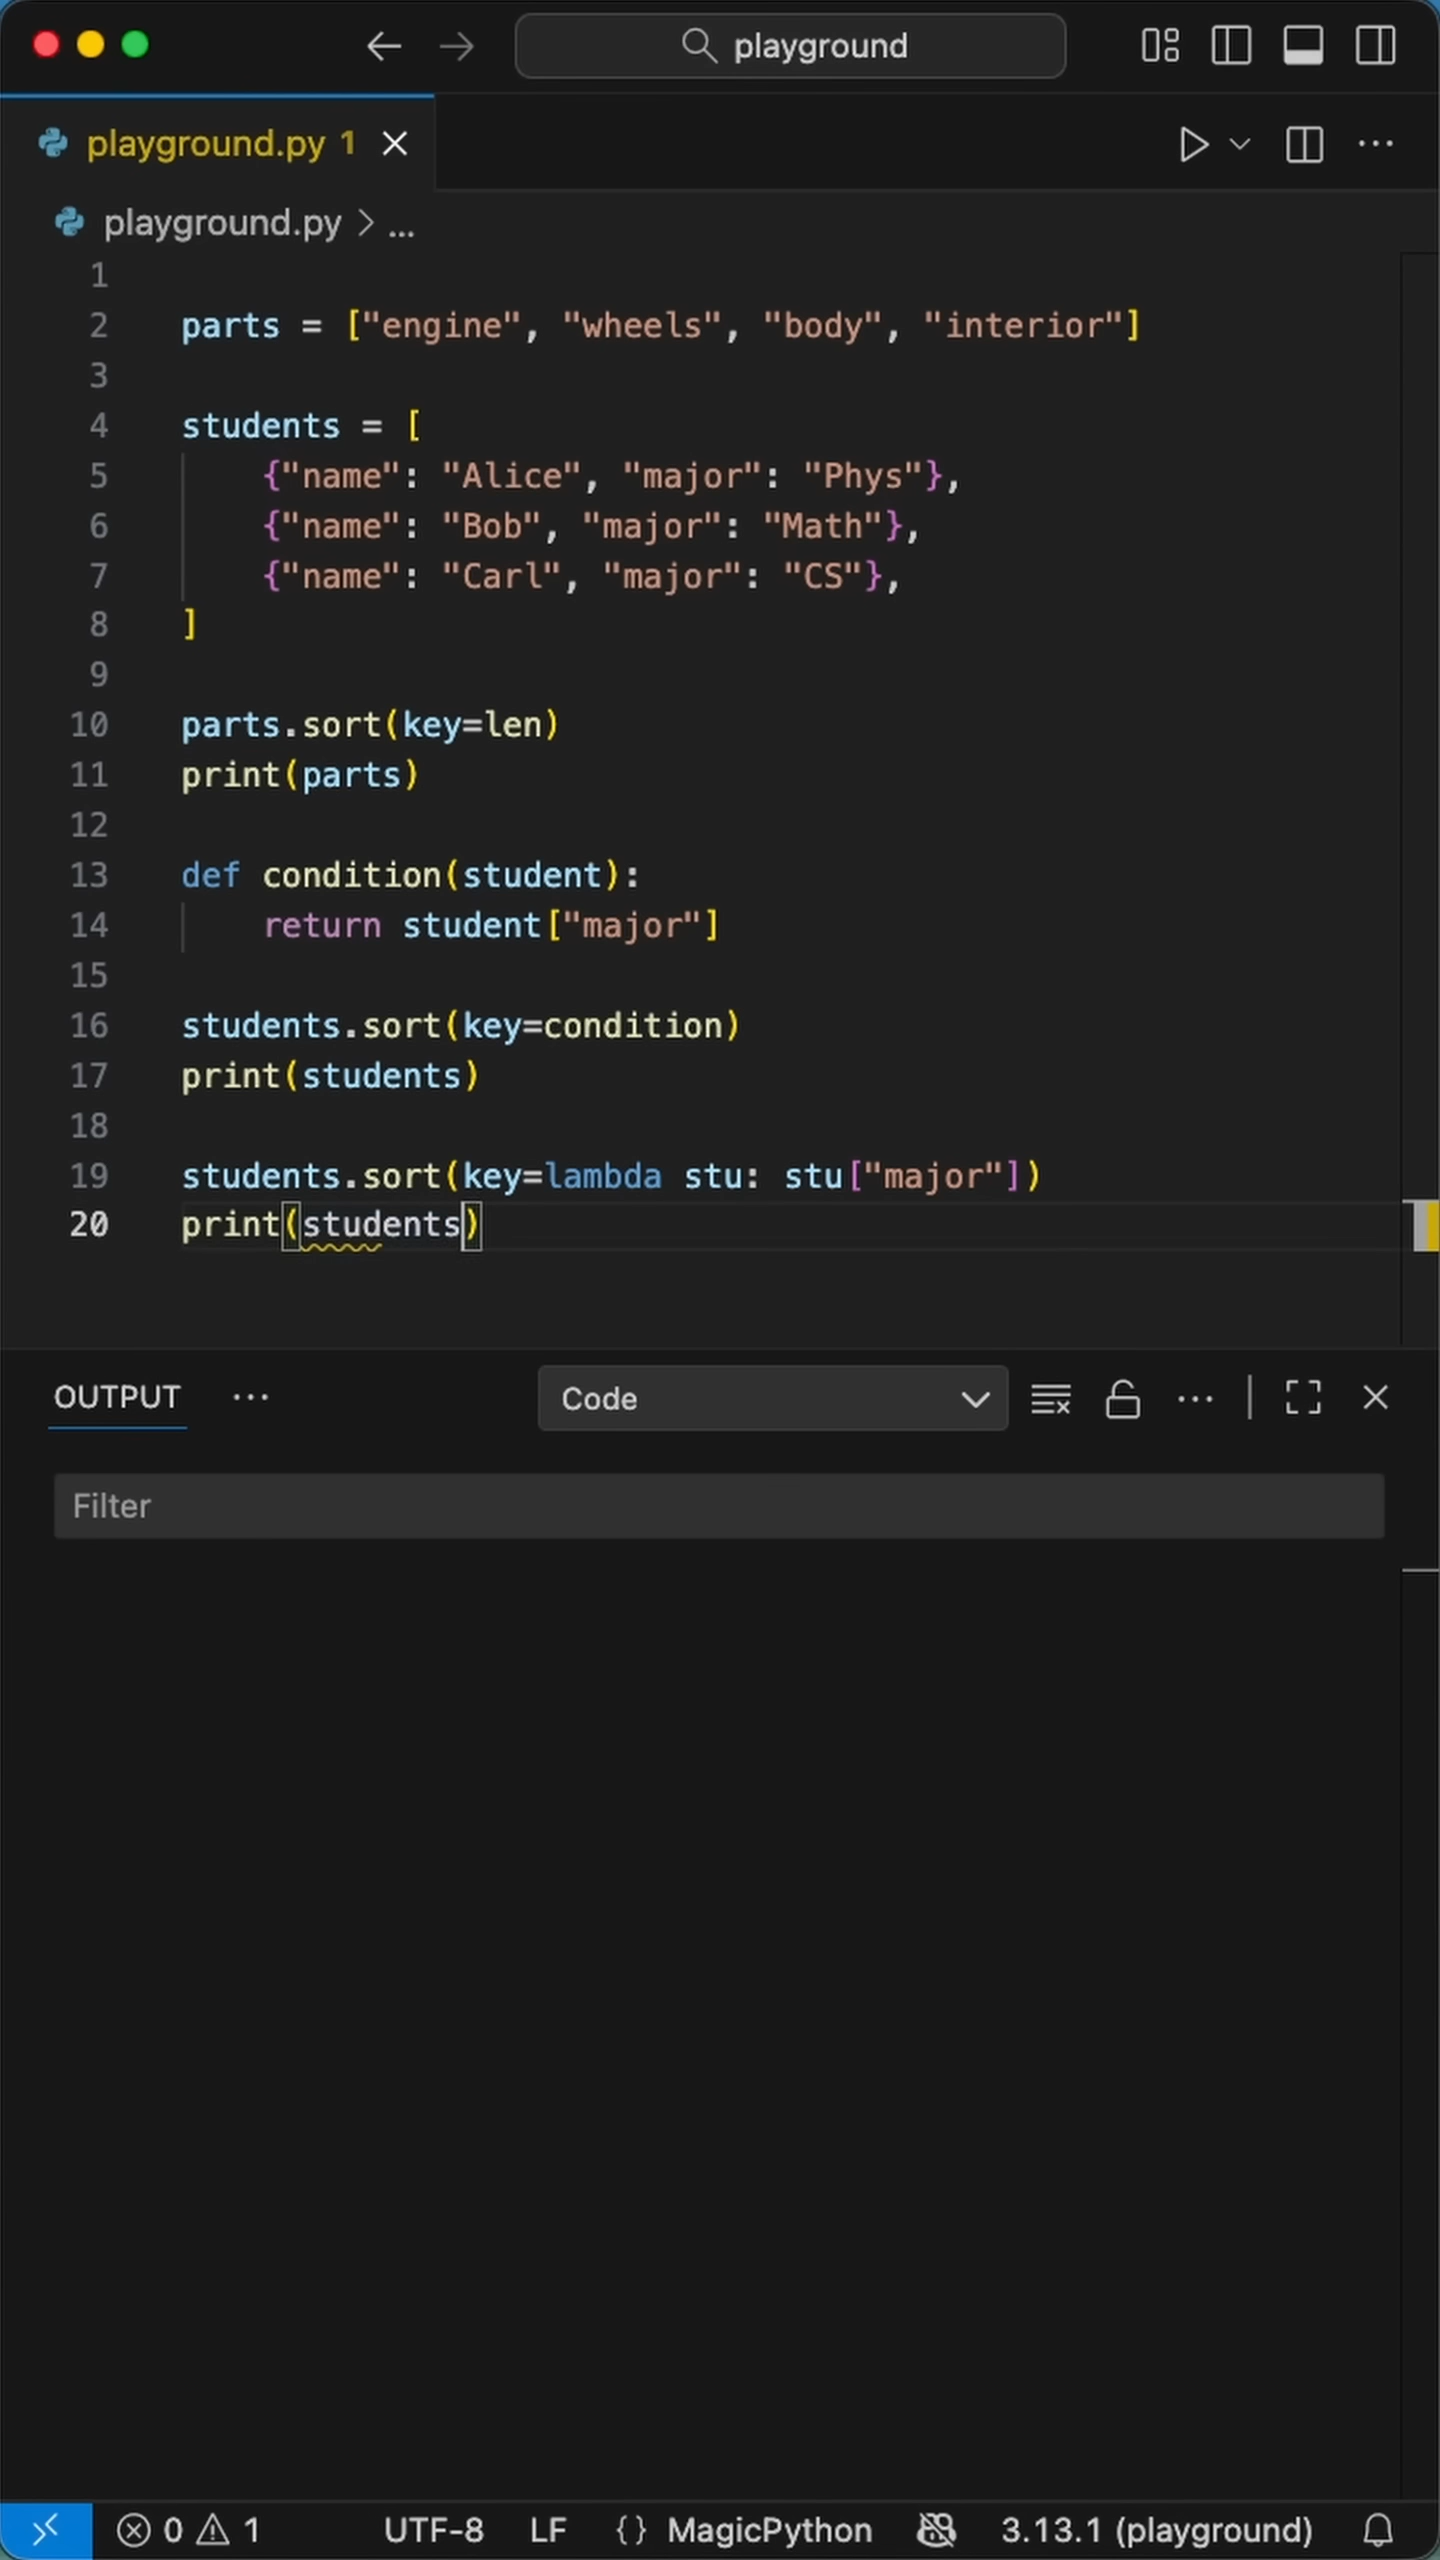 playground
playground.py 1
playground.py > ...
1
2 parts = ["engine", "wheels", "body", "interior"]
3
4 students = [
5     {"name": "Alice", "major": "Phys"},
6     {"name": "Bob", "major": "Math"},
7     {"name": "Carl", "major": "CS"},
8 ]
9
10 parts.sort(key=len)
11 print(parts)
12
13 def condition(student):
14     return student["major"]
15
16 students.sort(key=condition)
17 print(students)
18
19 students.sort(key=lambda stu: stu["major"])
20 print(students)
OUTPUT ... Code
Filter
0 1 UTF-8 LF {} MagicPython 3.13.1 (playground)